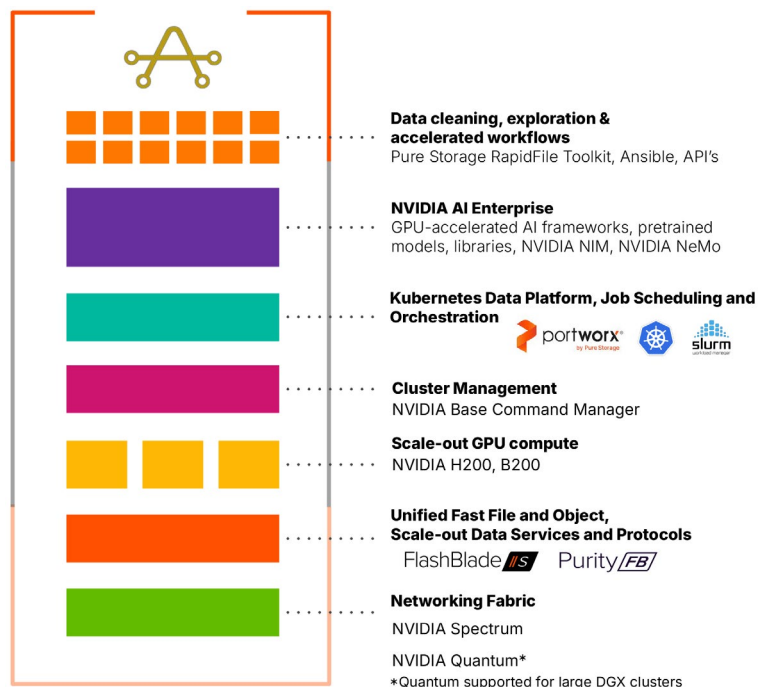 Data cleaning, exploration &
accelerated workflows
Pure Storage RapidFile Toolkit, Ansible, API’s
NVIDIA AI Enterprise
GPU-accelerated AI frameworks, pretrained
models, libraries, NVIDIA NIM, NVIDIA NeMo
Kubernetes Data Platform, Job Scheduling and
Orchestration
portworx®
by Pure Storage
slurm
workload manager
Cluster Management
NVIDIA Base Command Manager
Scale-out GPU compute
NVIDIA H200, B200
Unified Fast File and Object,
Scale-out Data Services and Protocols
FlashBlade //S
Purity FB
Networking Fabric
NVIDIA Spectrum
NVIDIA Quantum*
*Quantum supported for large DGX clusters